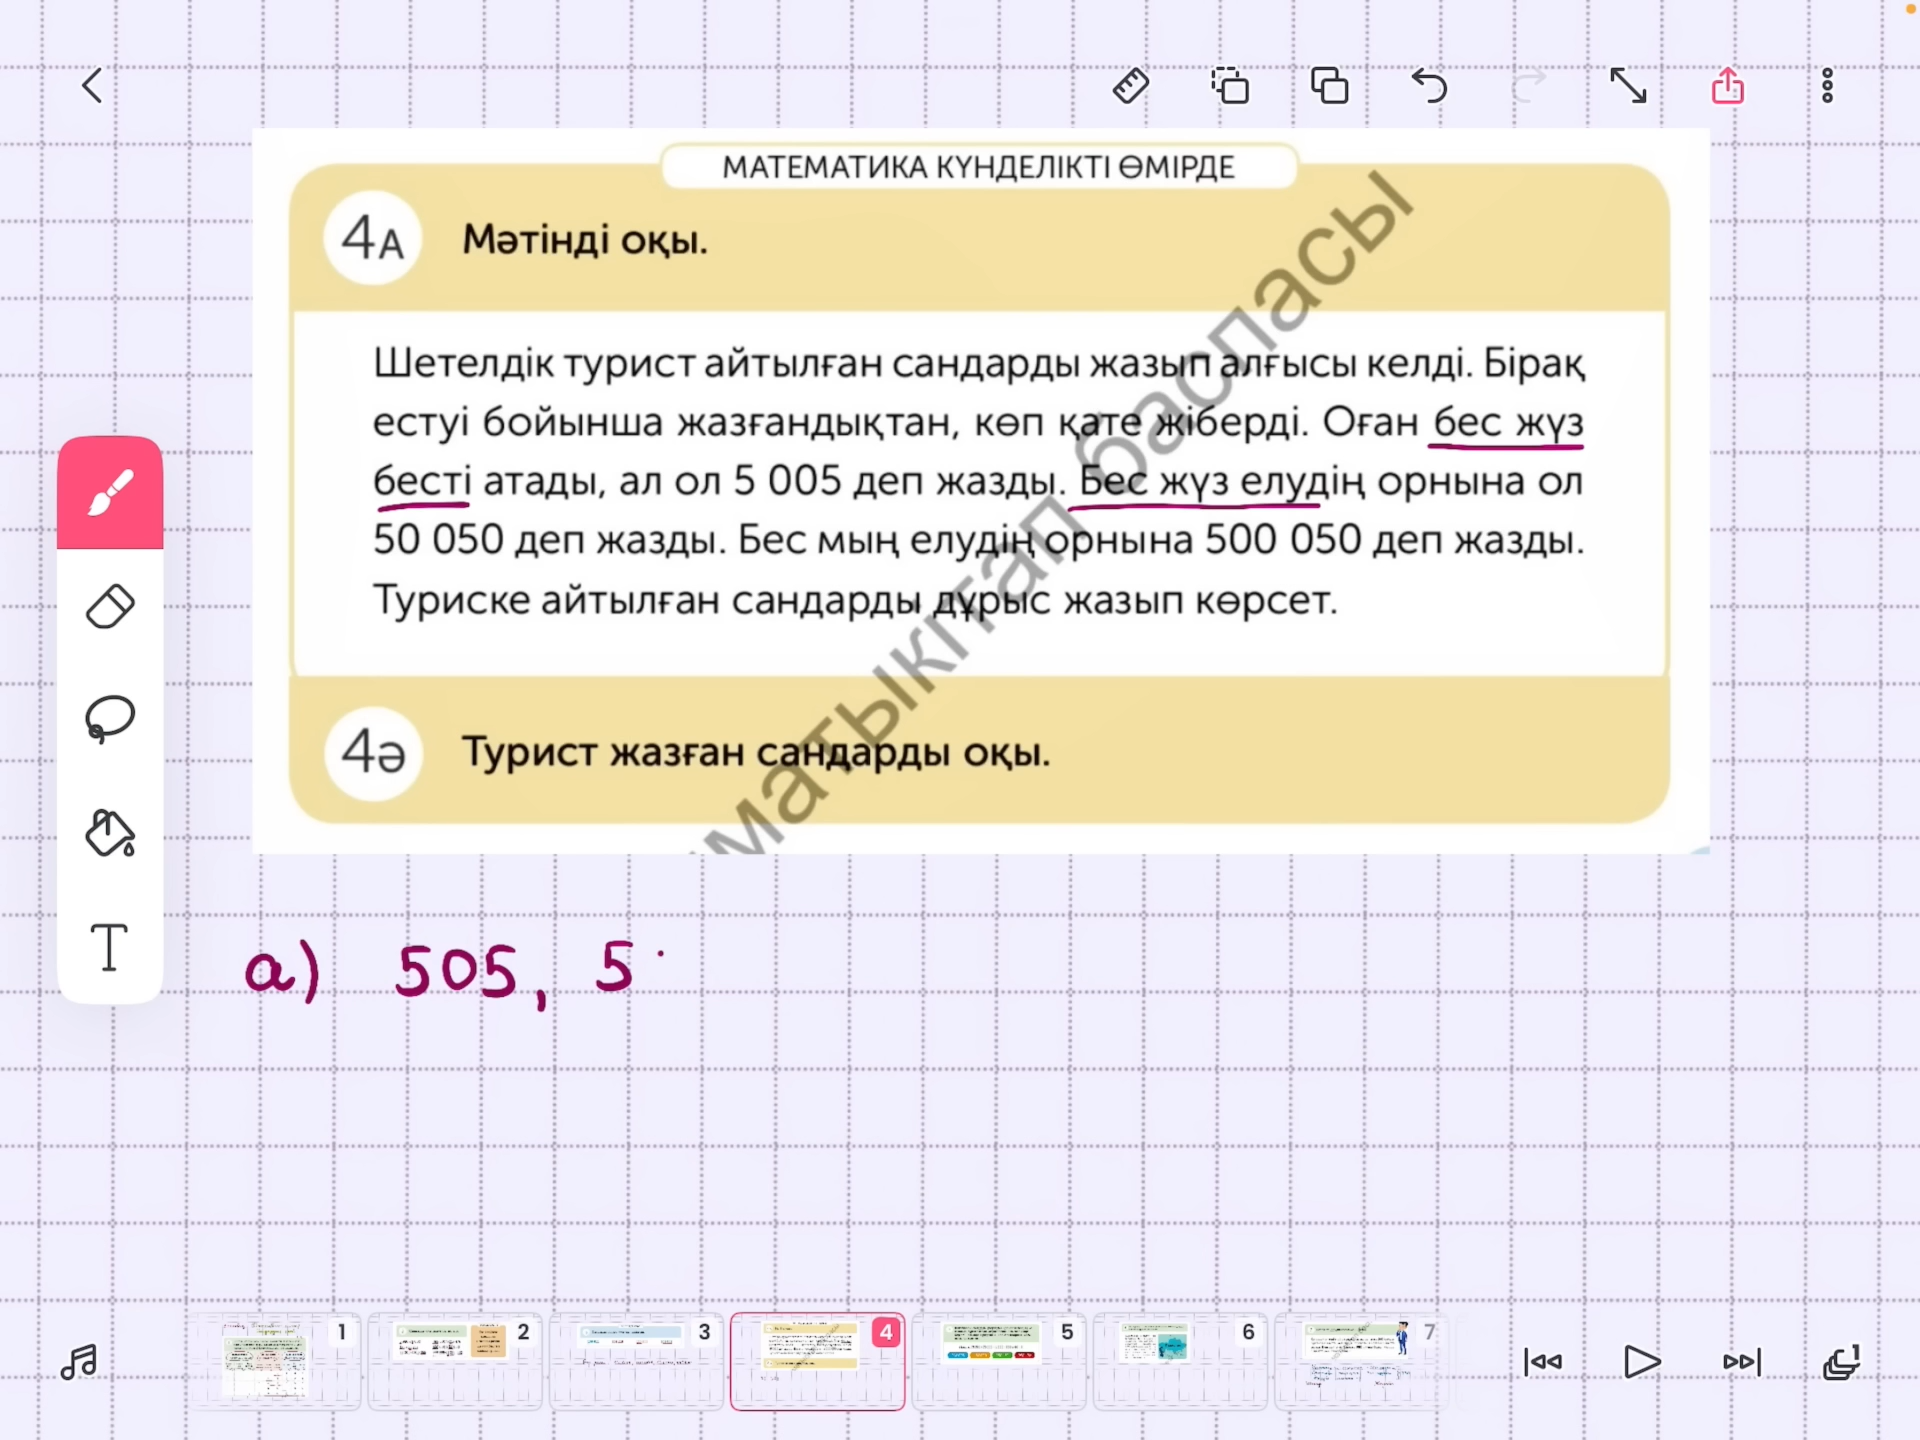 МАТЕМАТИКА КҮНДЕЛІКТІ ӨМІРДЕ
4А Мәтінді оқы.
Шетелдік турист айтылған сандарды жазып алғысы келді. Бірақ
естуі бойынша жазғандықтан, көп қате жіберді. Оған бес жүз
бесті атады, ал ол 5 005 деп жазды. Бес жүз елудің орнына ол
50 050 деп жазды. Бес мың елудің орнына 500 050 деп жазды.
Туриске айтылған сандарды дұрыс жазып көрсет.
4ә Турист жазған сандарды оқы.
матыкітап баспасы
а) 505, 5
T
1 2 3 4 5 6 7
1